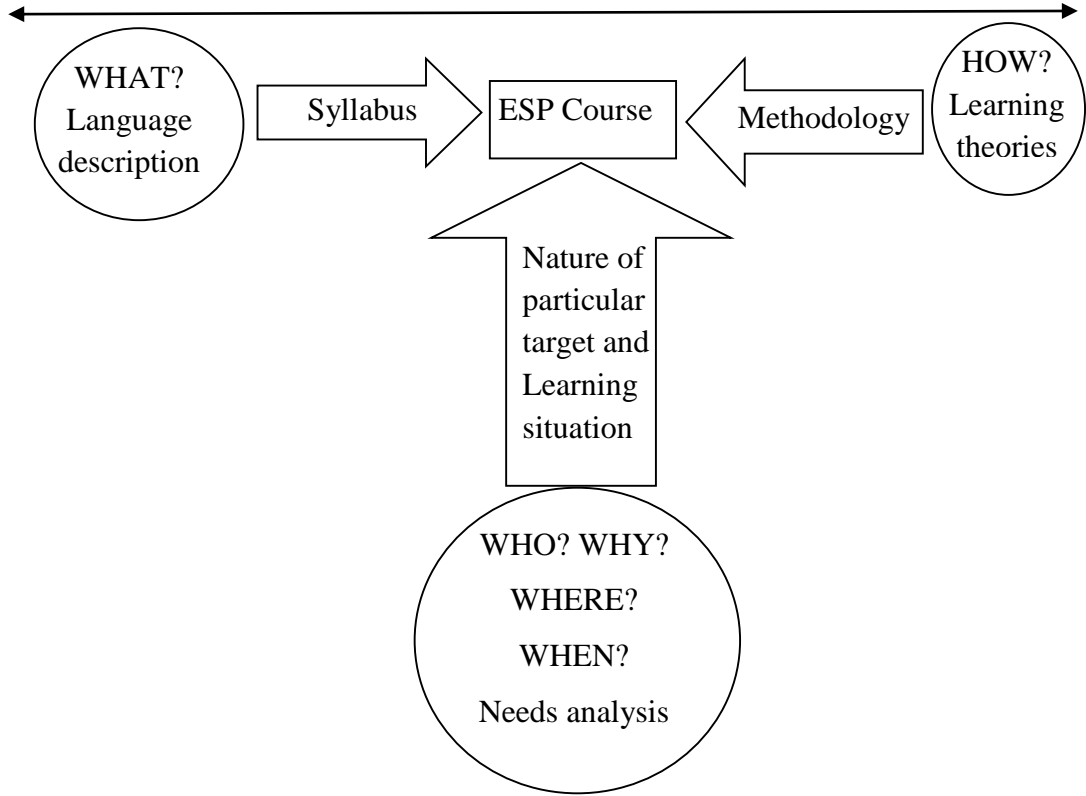 WHAT?
Language
description
Syllabus
ESP Course
Methodology
HOW?
Learning
theories
Nature of
particular
target and
Learning
situation
WHO? WHY?
WHERE?
WHEN?
Needs analysis